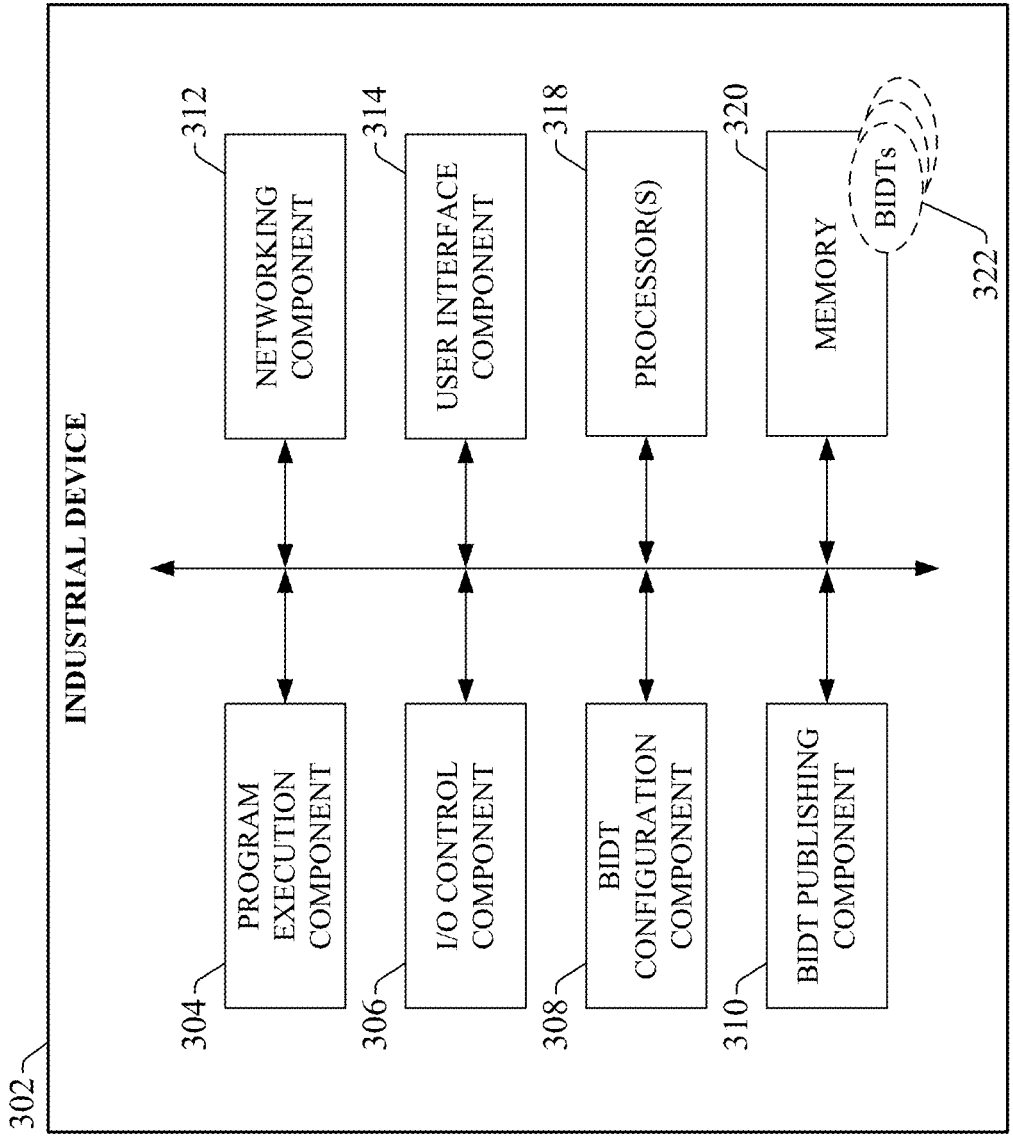 302
INDUSTRIAL DEVICE
304
PROGRAM
EXECUTION
COMPONENT
306
I/O CONTROL
COMPONENT
308
BIDT
CONFIGURATION
COMPONENT
310
BIDT PUBLISHING
COMPONENT
312
NETWORKING
COMPONENT
314
USER INTERFACE
COMPONENT
318
PROCESSOR(S)
320
MEMORY
BIDTs
322